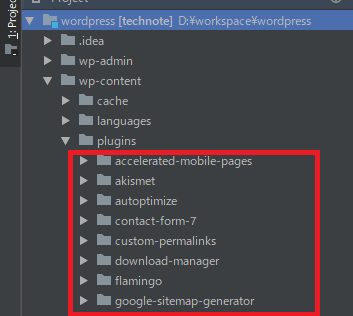 Project
1: Project
wordpress [technote] D:¥workspace¥wordpress
.idea
wp-admin
wp-content
cache
languages
plugins
accelerated-mobile-pages
akismet
autoptimize
contact-form-7
custom-permalinks
download-manager
flamingo
google-sitemap-generator